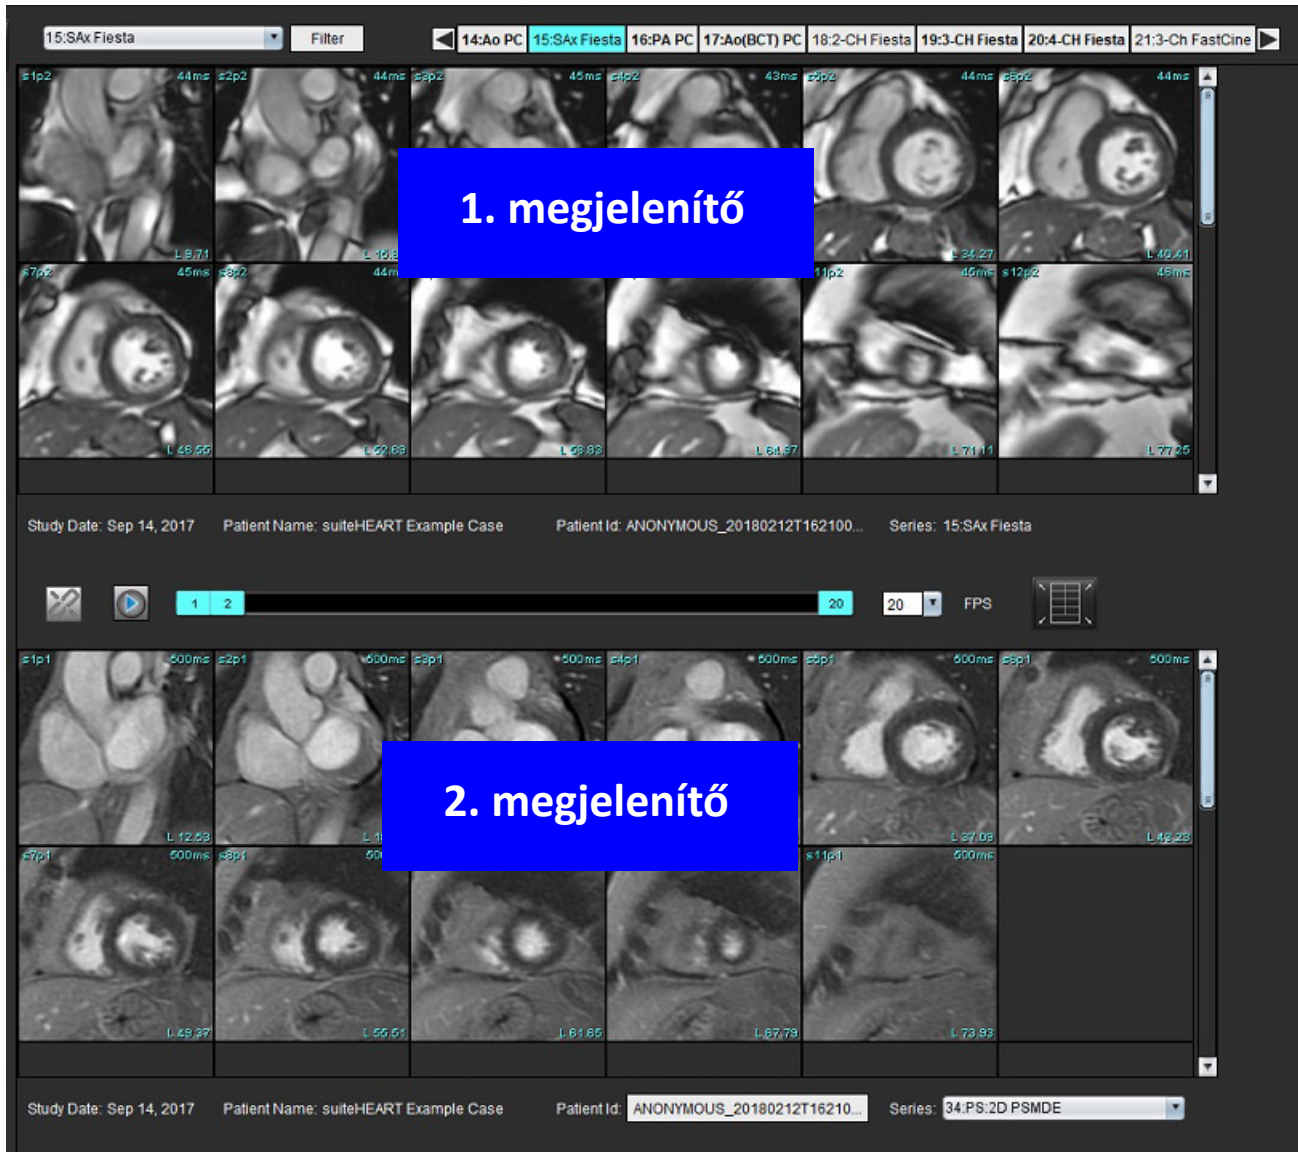 15:SAx Fiesta Filter 14:Ao PC 15:SAx Fiesta 16:PA PC 17:Ao(BCT) PC 18:2-CH Fiesta 19:3-CH Fiesta 20:4-CH Fiesta 21:3-Ch FastCine
s1p2 44ms s2p2 44ms s3p2 45ms s4p2 43ms s5p2 44ms s6p2 44ms
1. megjelenítő
L 9.71 L 34.27 L 40.41
s7p2 45ms s8p2 44m 11p2 45ms s12p2 45ms
L 46.55 L 52.69 L 58.83 L 64.97 L 71.11 L 77.25
Study Date: Sep 14, 2017 Patient Name: suiteHEART Example Case Patient Id: ANONYMOUS_20180212T162100... Series: 15:SAx Fiesta
1 2 20 20 FPS
s1p1 500ms s2p1 500ms s3p1 500ms s4p1 500ms s5p1 500ms s6p1 500ms
2. megjelenítő
L 12.53 L 37.09 L 43.23
s7p1 500ms s8p1 50 s11p1 500ms
L 49.37 L 55.51 L 61.65 L 67.79 L 73.93
Study Date: Sep 14, 2017 Patient Name: suiteHEART Example Case Patient Id: ANONYMOUS_20180212T16210... Series: 34:PS:2D PSMDE